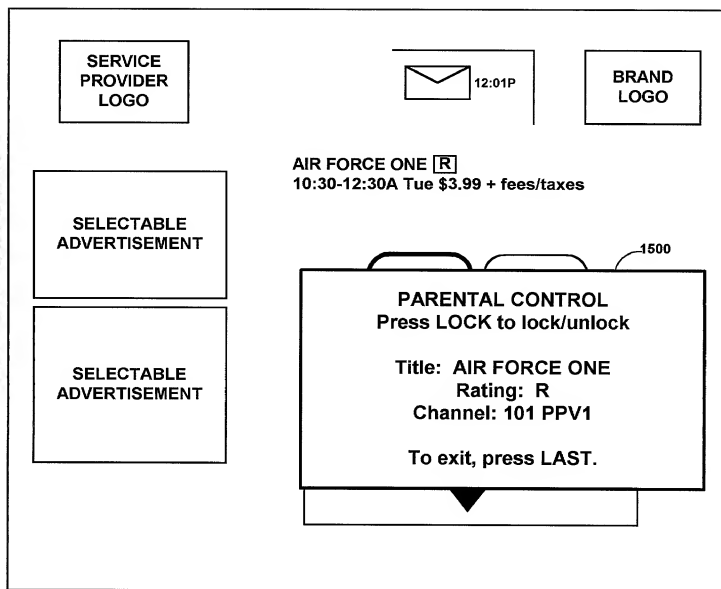 SERVICE
PROVIDER
LOGO
12:01P
BRAND
LOGO
AIR FORCE ONE R
10:30-12:30A Tue $3.99 + fees/taxes
SELECTABLE
ADVERTISEMENT
SELECTABLE
ADVERTISEMENT
1500
PARENTAL CONTROL
Press LOCK to lock/unlock
Title: AIR FORCE ONE
Rating: R
Channel: 101 PPV1
To exit, press LAST.